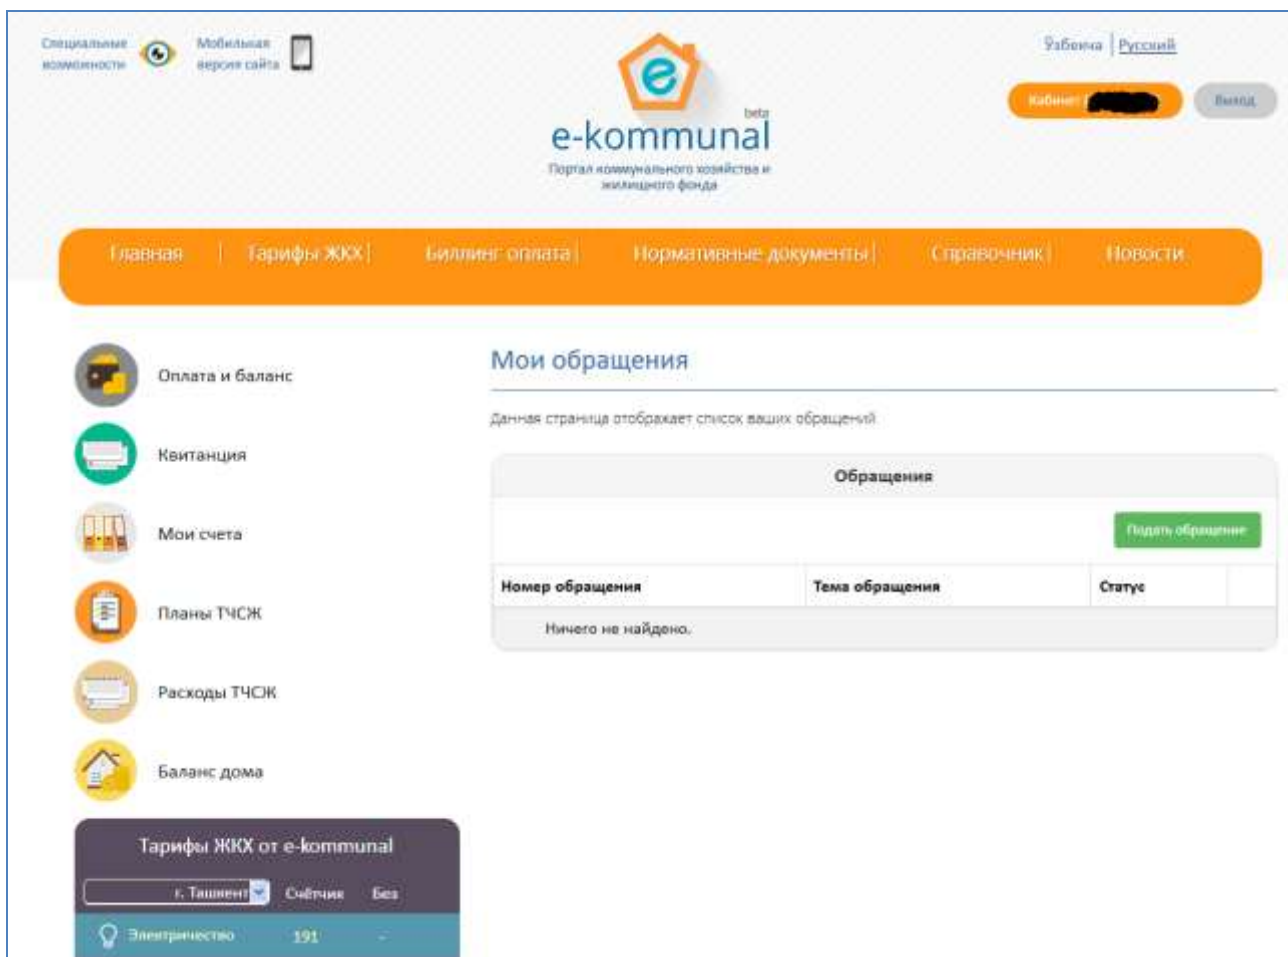 Специальные
возможности
Мобильная
версия сайта
Ўзбекча | Русский
Кабинет
Выход
e
beta
e-kommunal
Портал коммунального хозяйства и
жилищного фонда
Главная | Тарифы ЖКХ | Биллинг оплата | Нормативные документы | Справочник | Новости
Оплата и баланс
Квитанция
Мои счета
Планы ТЧСЖ
Расходы ТЧСЖ
Баланс дома
Мои обращения
Данная страница отображает список ваших обращений
Обращения
Подать обращение
Номер обращения Тема обращения Статус
Ничего не найдено.
Тарифы ЖКХ от e-kommunal
г. Ташкент Счётчик Без
Электричество 191 -